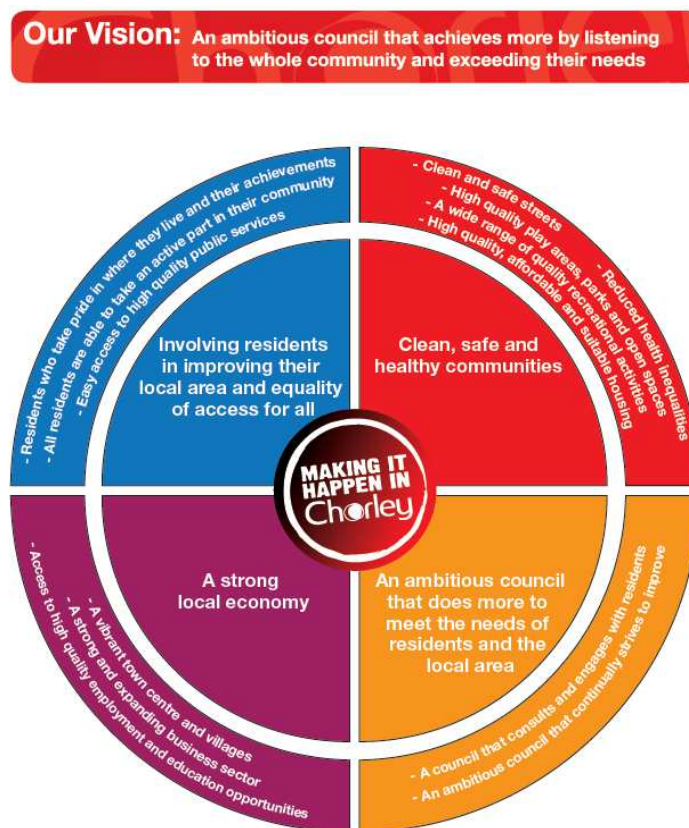 Our Vision: An ambitious council that achieves more by listening
to the whole community and exceeding their needs
- Residents who take pride in where they live and their achievements
- All residents are able to take an active part in their community
- Easy access to high quality public services
Involving residents
in improving their
local area and equality
of access for all
- Clean and safe streets
- Reduced health inequalities
- High quality play areas, parks and open spaces
- A wide range of quality recreational activities
- High quality, affordable and suitable housing
Clean, safe and
healthy communities
MAKING IT
HAPPEN IN
Chorley
A strong
local economy
- A vibrant town centre and villages
- A strong and expanding business sector
- Access to high quality employment and education opportunities
An ambitious council
that does more to
meet the needs of
residents and the
local area
- A council that consults and engages with residents
- An ambitious council that continually strives to improve